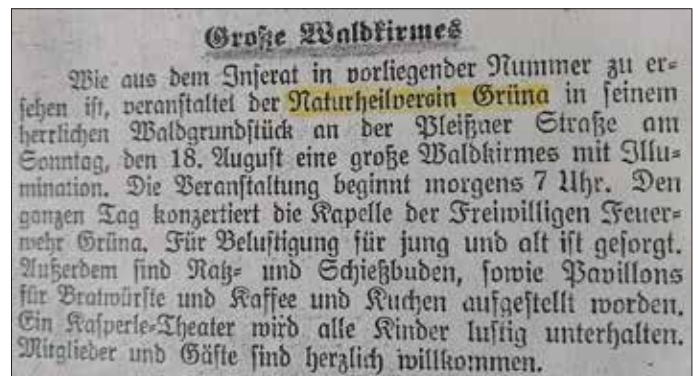 Große Waldkirmes
Wie aus dem Inserat in vorliegender Nummer zu er-
sehen ist, veranstaltet der Naturheilverein Grüna in seinem
herrlichen Waldgrundstück an der Pleißaer Straße am
Sonntag, den 18. August eine große Waldkirmes mit Illu-
mination. Die Veranstaltung beginnt morgens 7 Uhr. Den
ganzen Tag konzertiert die Kapelle der Freiwilligen Feuer-
wehr Grüna. Für Belustigung für jung und alt ist gesorgt.
Außerdem sind Naß- und Schießbuden, sowie Pavillons
für Bratwürste und Kaffee und Kuchen aufgestellt worden.
Ein Kasperle-Theater wird alle Kinder lustig unterhalten.
Mitglieder und Gäste sind herzlich willkommen.